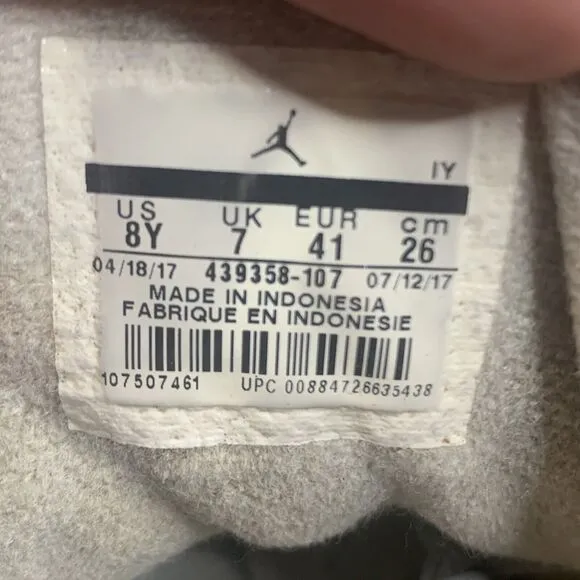 IY
US UK EUR cm
8Y 7 41 26
04/18/17 439358-107 07/12/17
MADE IN INDONESIA
FABRIQUE EN INDONESIE
107507461 UPC 00884726635438